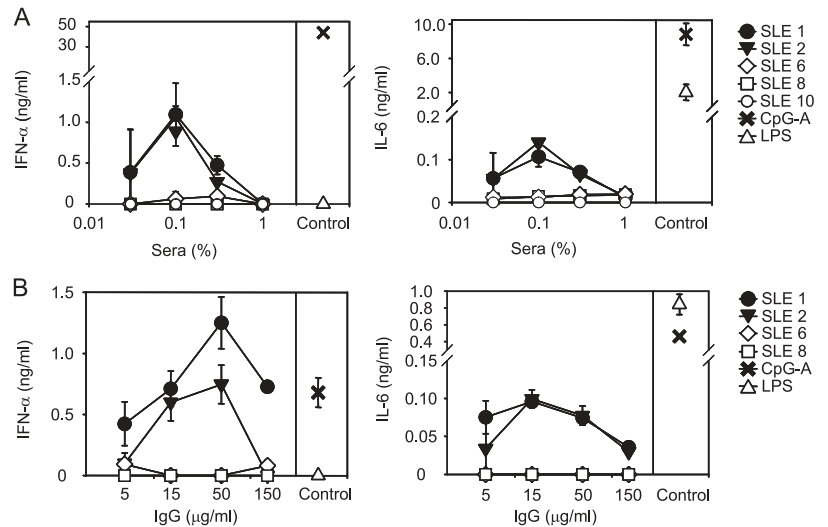 A
IFN-α (ng/ml)
50
30
1.5
1.0
0.5
0
0.01
0.1
1
Control
Sera (%)
IL-6 (ng/ml)
10.0
6.0
2.0
0.2
0.1
0
0.01
0.1
1
Control
Sera (%)
SLE 1
SLE 2
SLE 6
SLE 8
SLE 10
CpG-A
LPS
B
IFN-α (ng/ml)
1.5
1.0
0.5
0
5
15
50
150
Control
IgG (μg/ml)
IL-6 (ng/ml)
1.0
0.8
0.6
0.4
0.15
0.10
0.05
0
5
15
50
150
Control
IgG (μg/ml)
SLE 1
SLE 2
SLE 6
SLE 8
CpG-A
LPS